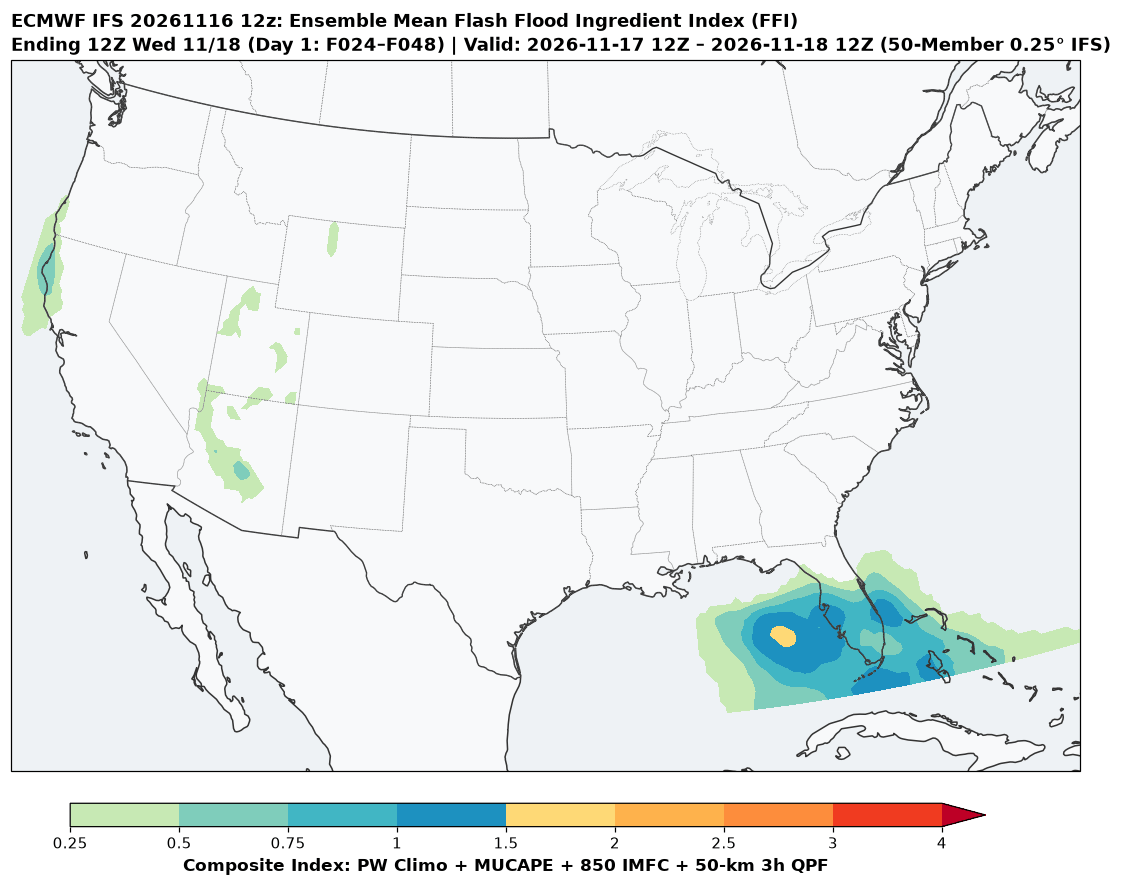 ECMWF IFS 20261116 12z: Ensemble Mean Flash Flood Ingredient Index (FFI)
Ending 12Z Wed 11/18 (Day 1: F024–F048) | Valid: 2026-11-17 12Z – 2026-11-18 12Z (50-Member 0.25° IFS)
0.25 0.5 0.75 1 1.5 2 2.5 3 4
Composite Index: PW Climo + MUCAPE + 850 IMFC + 50-km 3h QPF